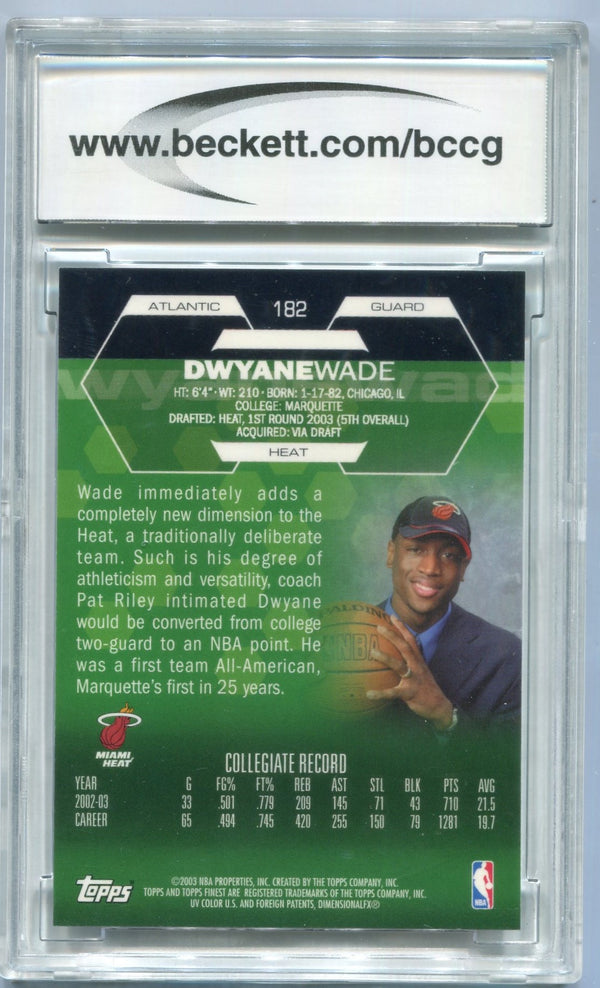 www.beckett.com/bccg
ATLANTIC 182 GUARD
DWYANEWADE
HT: 6'4" · WT: 210 · BORN: 1-17-82, CHICAGO, IL
COLLEGE: MARQUETTE
DRAFTED: HEAT, 1ST ROUND 2003 (5TH OVERALL)
ACQUIRED: VIA DRAFT
HEAT
Wade immediately adds a
completely new dimension to the
Heat, a traditionally deliberate
team. Such is his degree of
athleticism and versatility, coach
Pat Riley intimated Dwyane
would be converted from college
two-guard to an NBA point. He
was a first team All-American,
Marquette's first in 25 years.
SPALDING
NBA
MIAMI
HEAT
COLLEGIATE RECORD
YEAR G FG% FT% REB AST STL BLK PTS AVG
2002-03 33 .501 .779 209 145 .71 43 710 21.5
CAREER 65 .494 .745 420 255 150 79 1281 19.7
topps
©2003 NBA PROPERTIES, INC. CREATED BY THE TOPPS COMPANY, INC.
TOPPS AND TOPPS FINEST ARE REGISTERED TRADEMARKS OF THE TOPPS COMPANY, INC.
UV COLOR U.S. AND FOREIGN PATENTS, DIMENSIONALFX®
NBA